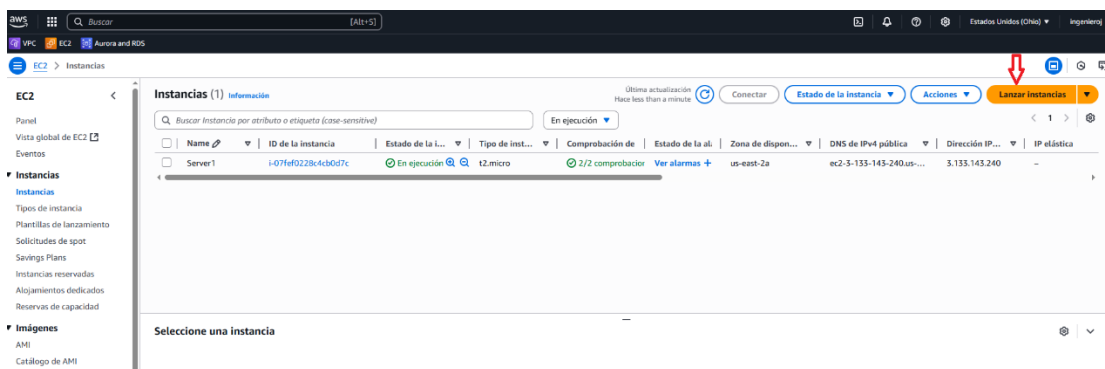 aws Buscar [Alt+S] Estados Unidos (Ohio) ingenieroj
VPC EC2 Aurora and RDS
EC2 > Instancias
EC2
Panel
Vista global de EC2
Eventos
Instancias
Instancias
Tipos de instancia
Plantillas de lanzamiento
Solicitudes de spot
Savings Plans
Instancias reservadas
Alojamientos dedicados
Reservas de capacidad
Imágenes
AMI
Catálogo de AMI
Instancias (1) Información
Última actualización
Hace less than a minute
Conectar Estado de la instancia Acciones Lanzar instancias
Buscar Instancia por atributo o etiqueta (case-sensitive) En ejecución < 1 >
Name ID de la instancia Estado de la i... Tipo de inst... Comprobación de Estado de la al Zona de dispon... DNS de IPv4 pública Dirección IP... IP elástica
Server1 i-07fef0228c4cb0d7c En ejecución t2.micro 2/2 comprobacior Ver alarmas + us-east-2a ec2-3-133-143-240.us-... 3.133.143.240 –
Seleccione una instancia